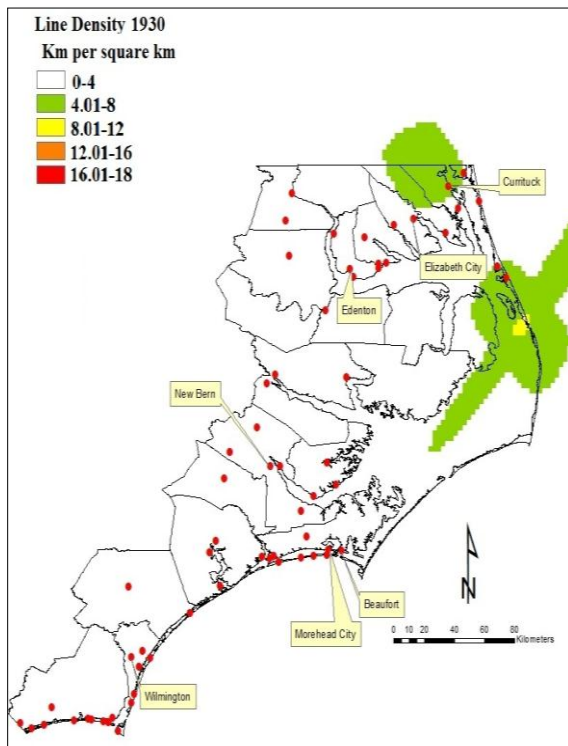 Line Density 1930
Km per square km
0-4
4.01-8
8.01-12
12.01-16
16.01-18
Currituck
Elizabeth City
Edenton
New Bern
Beaufort
Morehead City
Wilmington
N
0 10 20 40 60 80
Kilometers